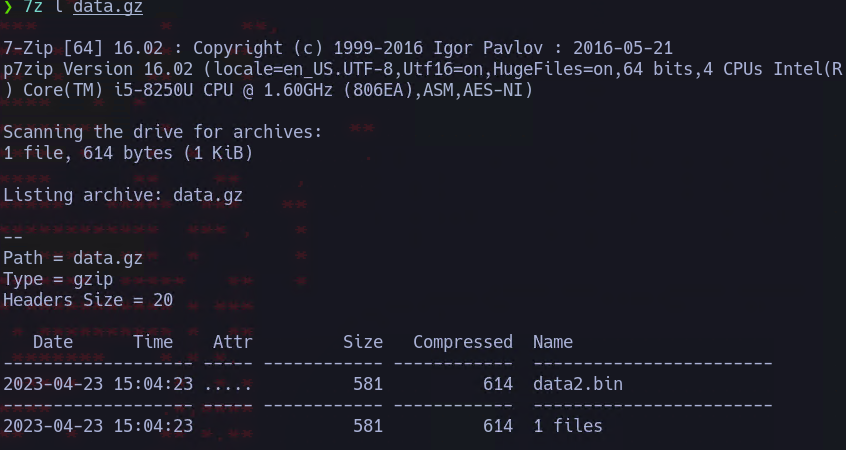 ❯ 7z l data.gz
7-Zip [64] 16.02 : Copyright (c) 1999-2016 Igor Pavlov : 2016-05-21
p7zip Version 16.02 (locale=en_US.UTF-8,Utf16=on,HugeFiles=on,64 bits,4 CPUs Intel(R
) Core(TM) i5-8250U CPU @ 1.60GHz (806EA),ASM,AES-NI)
Scanning the drive for archives:
1 file, 614 bytes (1 KiB)
Listing archive: data.gz
--
Path = data.gz
Type = gzip
Headers Size = 20
   Date      Time    Attr         Size   Compressed  Name
------------------- ----- ------------ ------------  ------------------------
2023-04-23 15:04:23 .....          581          614  data2.bin
------------------- ----- ------------ ------------  ------------------------
2023-04-23 15:04:23                581          614  1 files